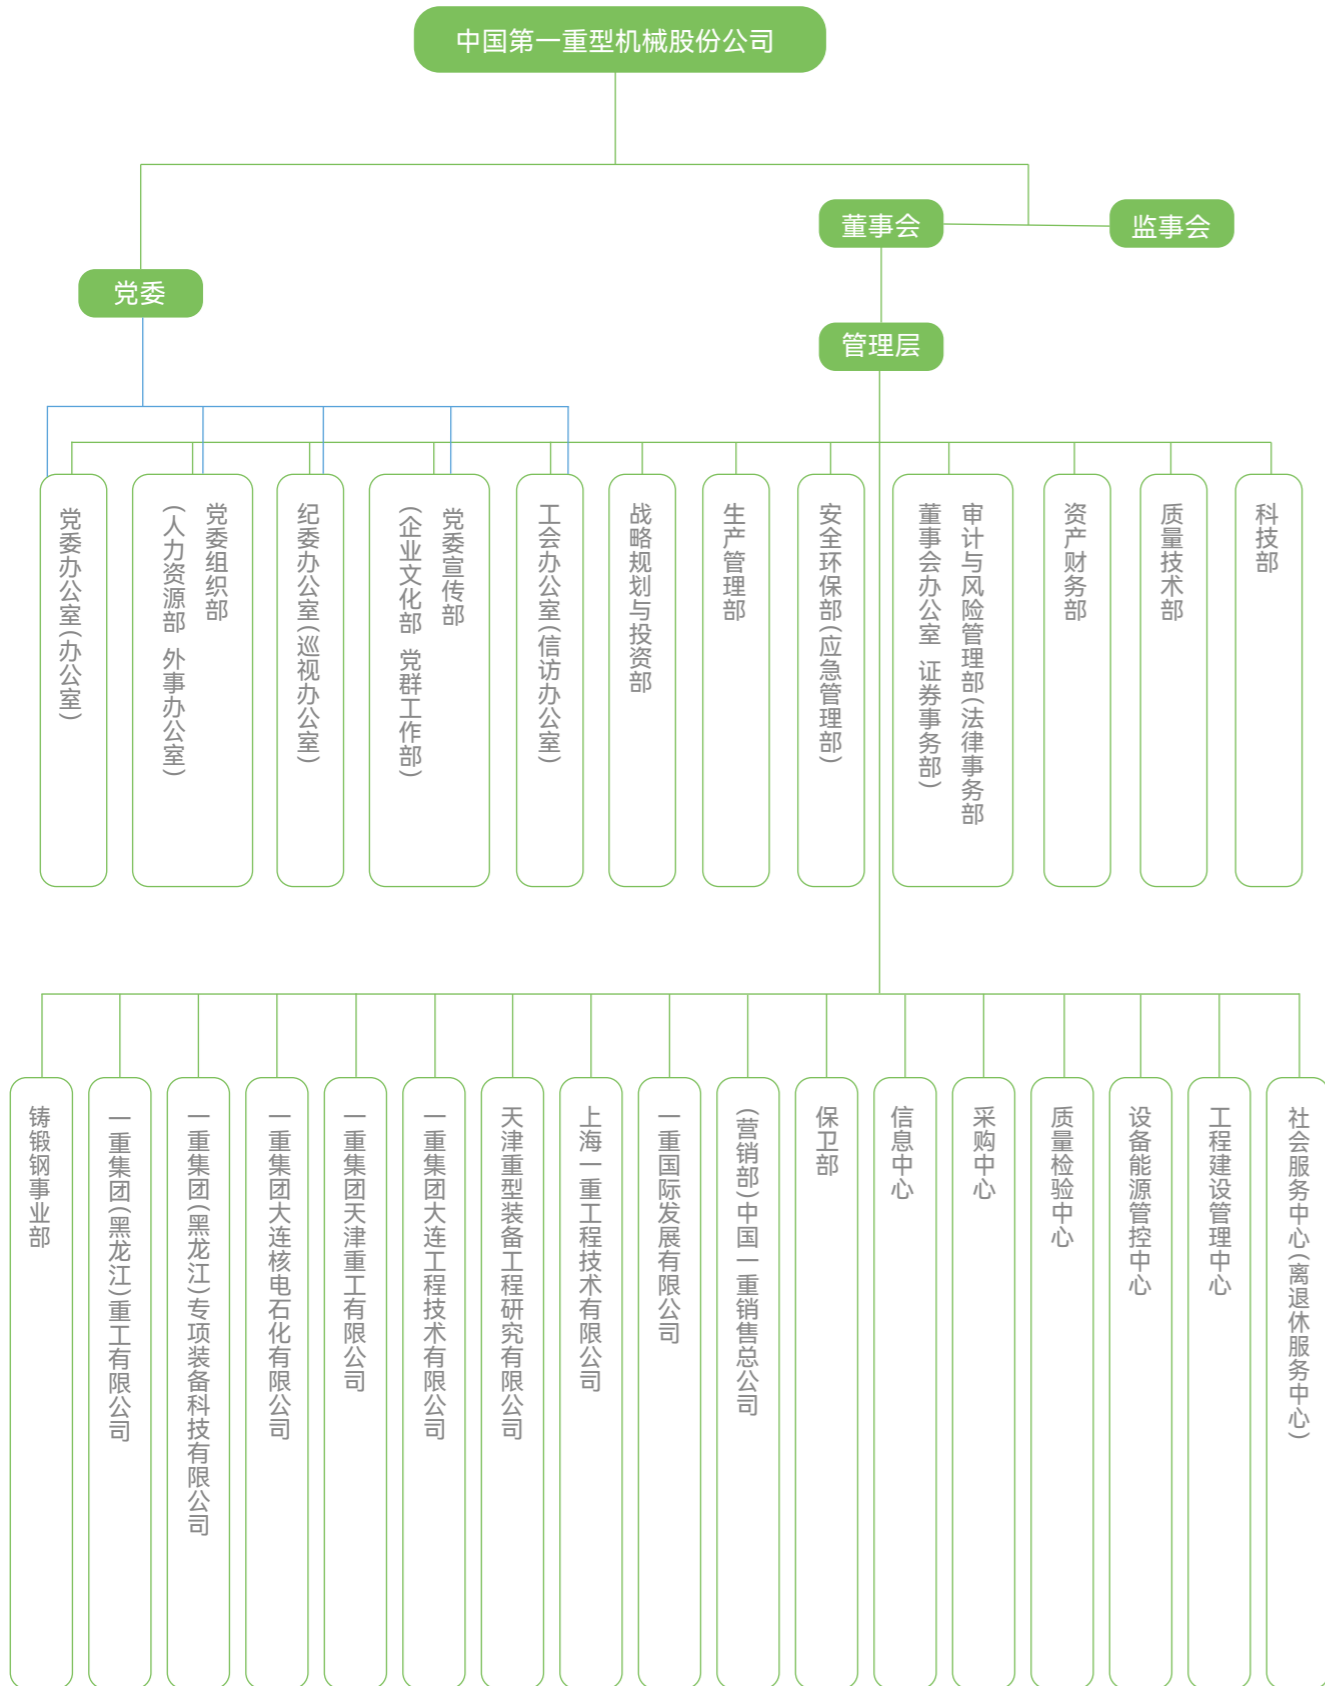 中国第一重型机械股份公司
董事会
监事会
党委
管理层
党委办公室(办公室)
党委组织部
(人力资源部 外事办公室)
纪委办公室(巡视办公室)
党委宣传部
(企业文化部 党群工作部)
工会办公室(信访办公室)
战略规划与投资部
生产管理部
安全环保部(应急管理部)
审计与风险管理部(法律事务部
董事会办公室 证券事务部)
资产财务部
质量技术部
科技部
铸锻钢事业部
一重集团(黑龙江)重工有限公司
一重集团(黑龙江)专项装备科技有限公司
一重集团大连核电石化有限公司
一重集团天津重工有限公司
一重集团大连工程技术有限公司
天津重型装备工程研究有限公司
上海一重工程技术有限公司
一重国际发展有限公司
(营销部)中国一重销售总公司
保卫部
信息中心
采购中心
质量检验中心
设备能源管控中心
工程建设管理中心
社会服务中心(离退休服务中心)